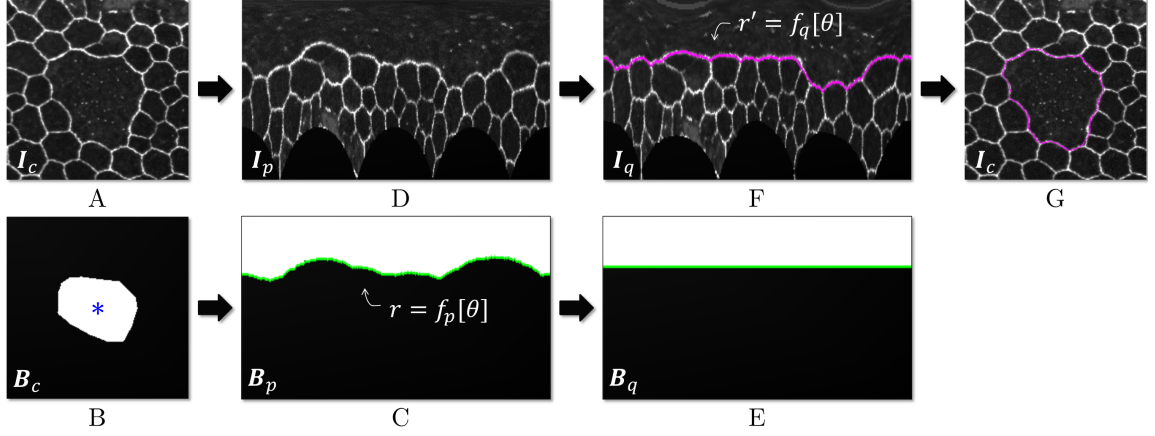 r′ = f_q[θ]
I_c
I_p
I_q
I_c
A
D
F
G
*
r = f_p[θ]
B_c
B_p
B_q
B
C
E